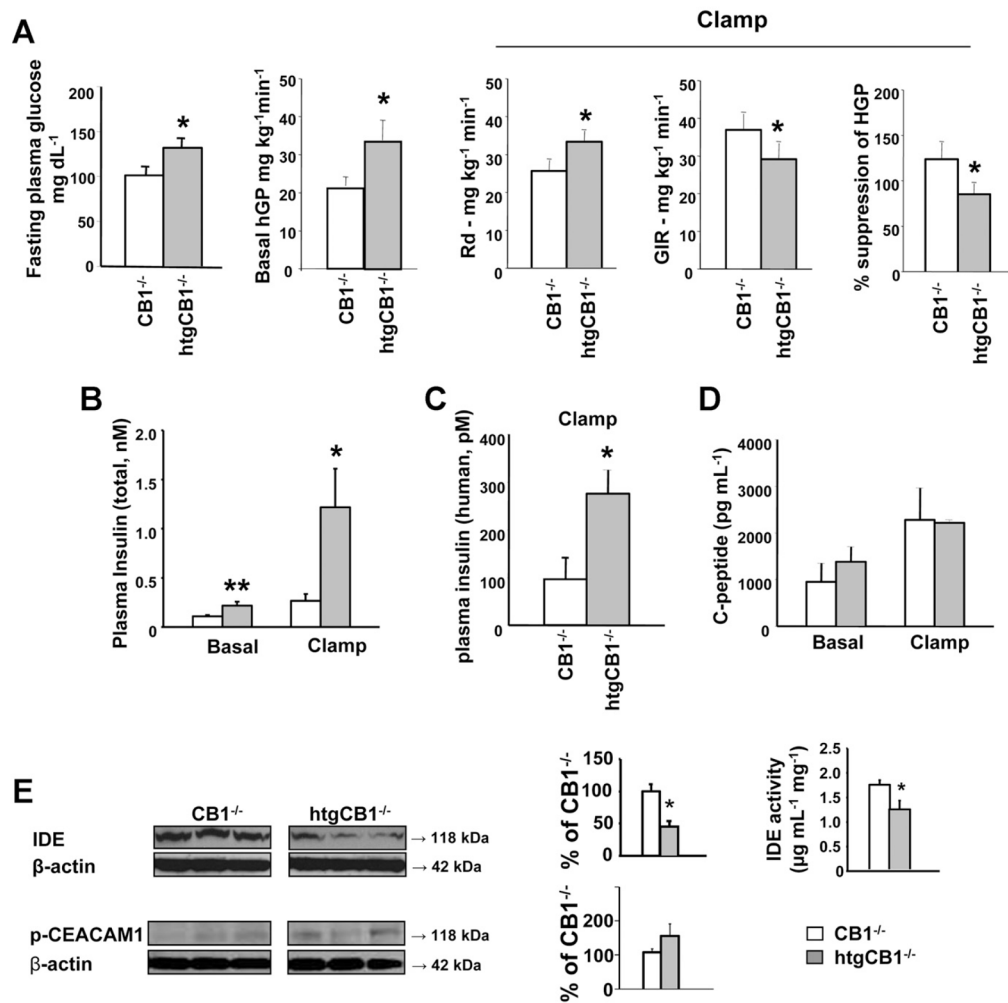 A
Clamp
Fasting plasma glucose
mg dL-1
200
150
100
50
0
CB1-/-
htgCB1-/-
Basal hGP mg kg-1min-1
50
40
30
20
10
0
CB1-/-
htgCB1-/-
Rd - mg kg-1 min-1
50
40
30
20
10
0
CB1-/-
htgCB1-/-
GIR - mg kg-1 min-1
50
40
30
20
10
0
CB1-/-
htgCB1-/-
% suppression of HGP
200
150
100
50
0
CB1-/-
htgCB1-/-
* * * * *
B
Plasma Insulin (total, nM)
2.0
1.5
1.0
0.5
0
**
*
Basal Clamp
C
Clamp
plasma insulin (human, pM)
400
300
200
100
0
*
CB1-/-
htgCB1-/-
D
C-peptide (pg mL-1)
4000
3000
2000
1000
0
Basal Clamp
E
CB1-/- htgCB1-/-
IDE → 118 kDa
β-actin → 42 kDa
p-CEACAM1 → 118 kDa
β-actin → 42 kDa
% of CB1-/-
150
100
50
0
*
% of CB1-/-
200
100
0
IDE activity
(µg mL-1 mg-1)
2.5
2.0
1.5
1.0
0.5
0
*
CB1-/-
htgCB1-/-